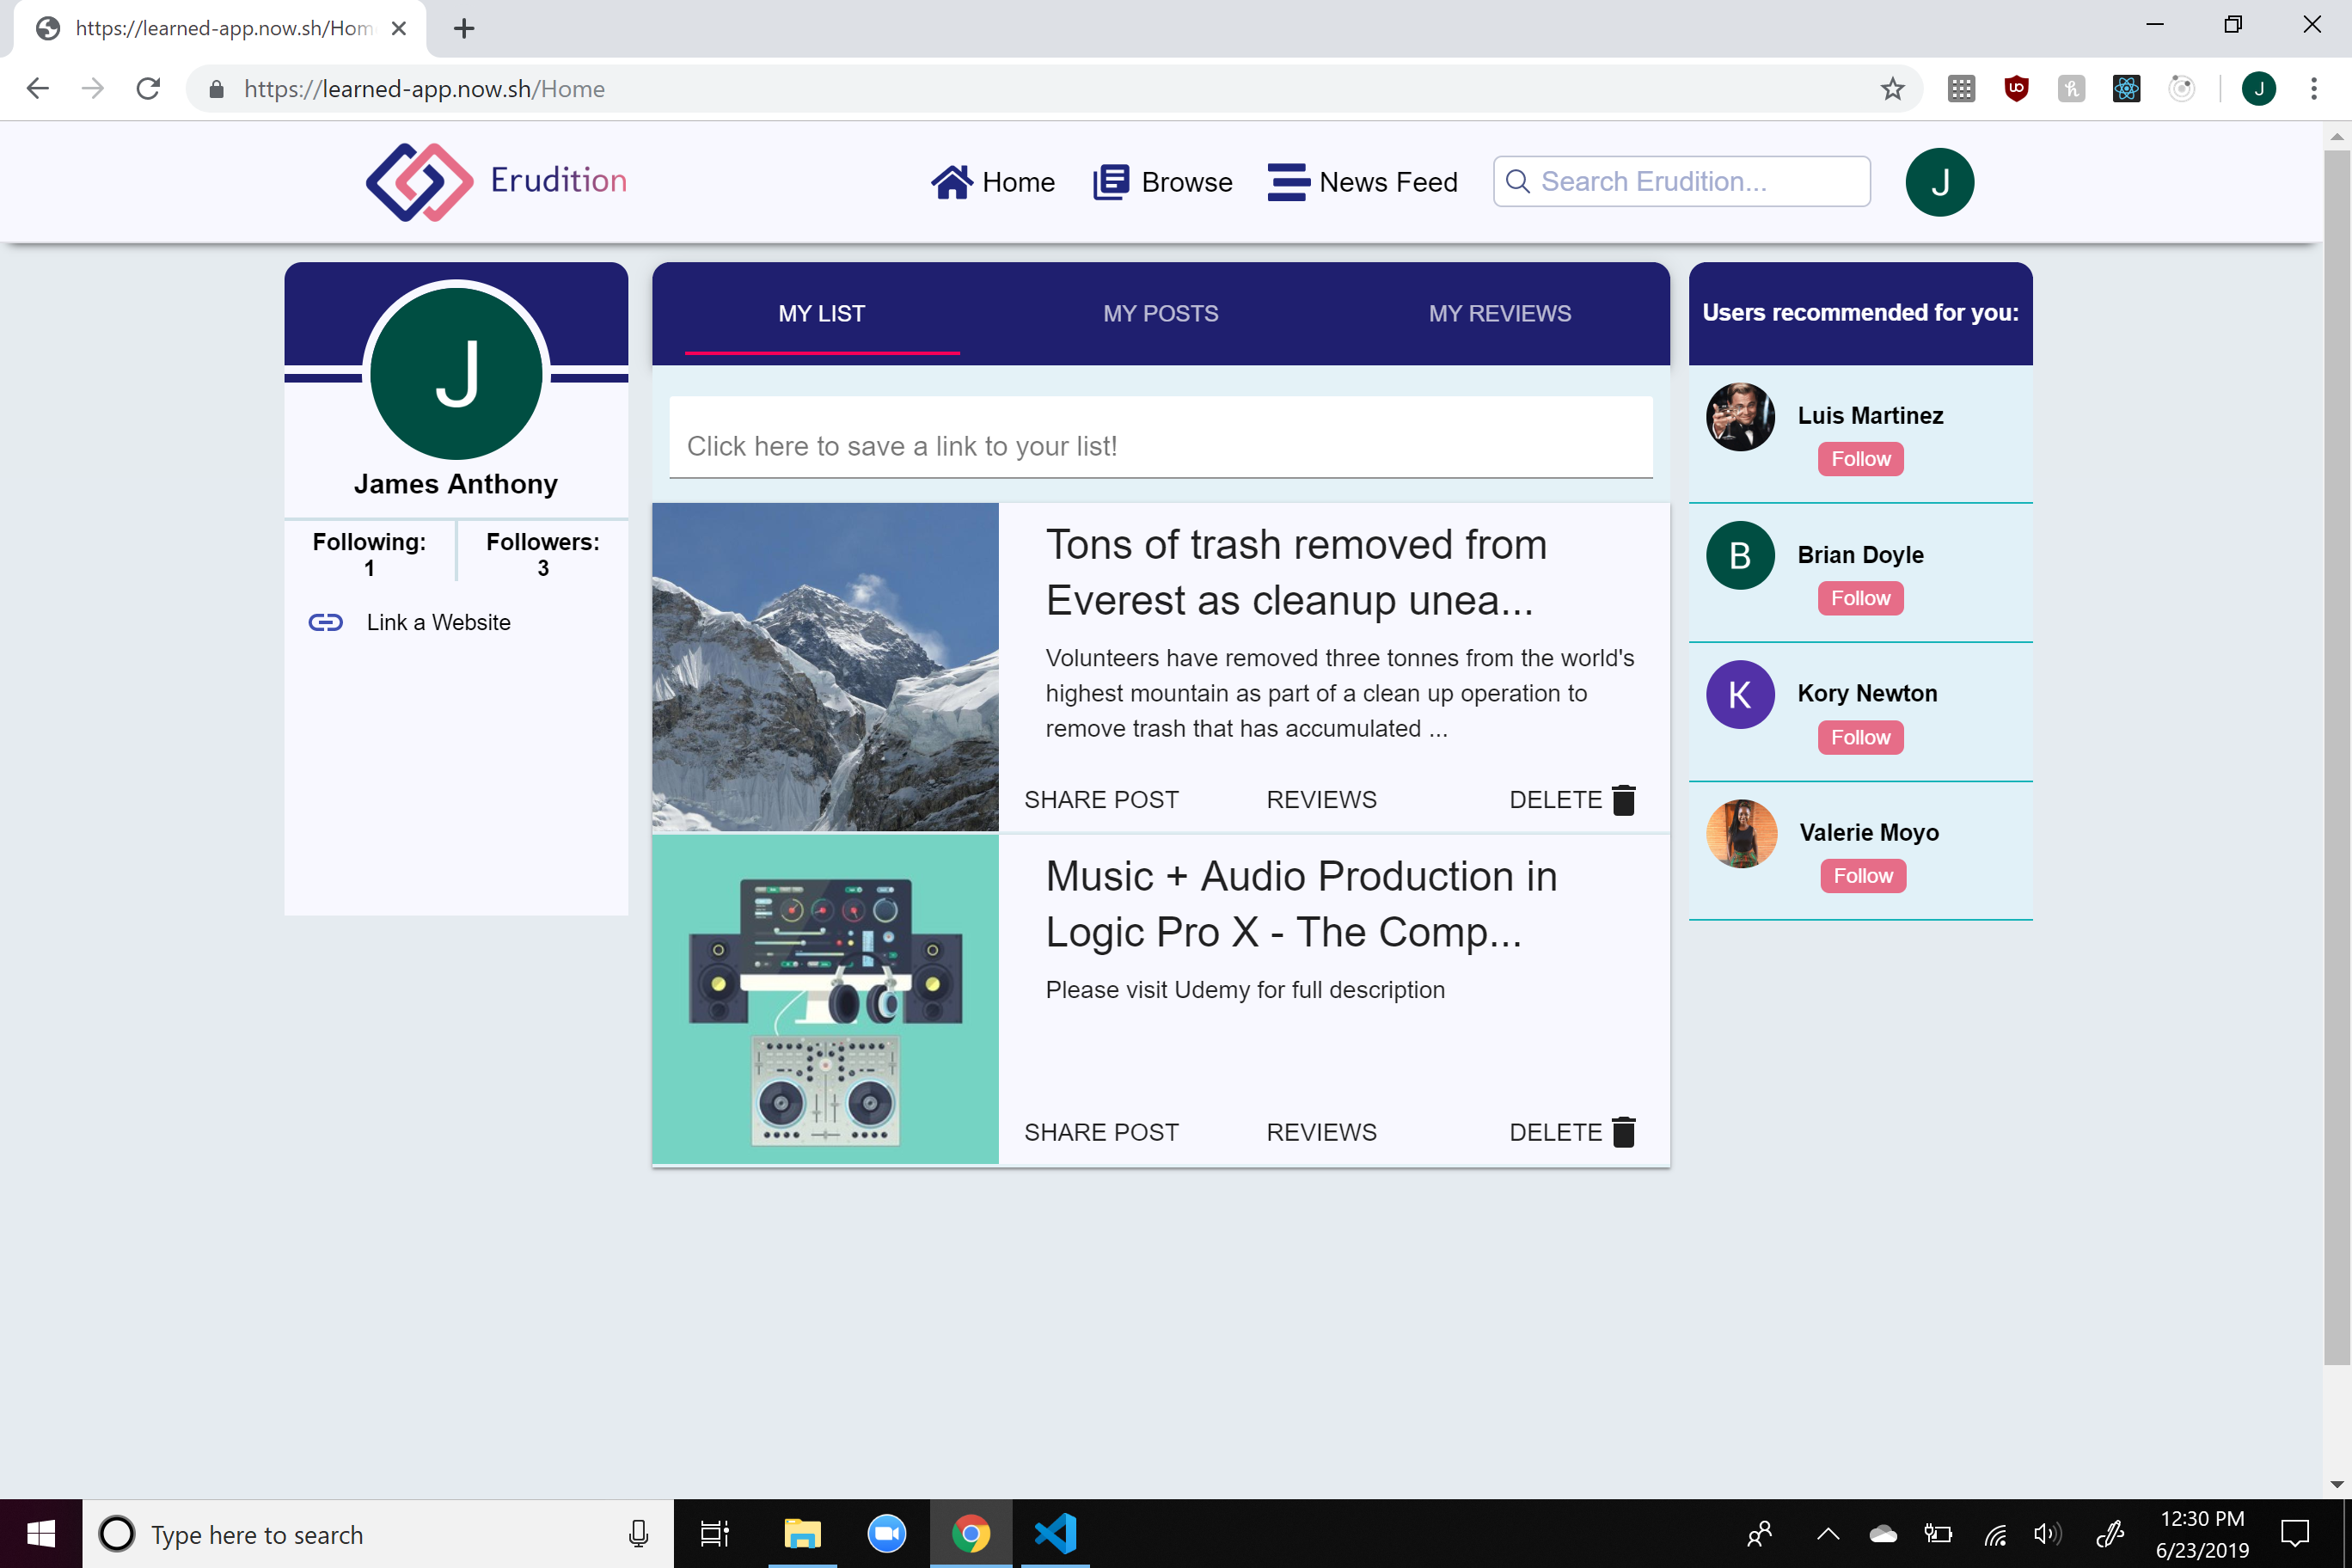 https://learned-app.now.sh/Hom
https://learned-app.now.sh/Home
J
Erudition
Home
Browse
News Feed
Search Erudition...
J
J
James Anthony
Following:
1
Followers:
3
Link a Website
MY LIST
MY POSTS
MY REVIEWS
Click here to save a link to your list!
Tons of trash removed from
Everest as cleanup unea...
Volunteers have removed three tonnes from the world's
highest mountain as part of a clean up operation to
remove trash that has accumulated ...
SHARE POST
REVIEWS
DELETE
Music + Audio Production in
Logic Pro X - The Comp...
Please visit Udemy for full description
SHARE POST
REVIEWS
DELETE
Users recommended for you:
Luis Martinez
Follow
B
Brian Doyle
Follow
K
Kory Newton
Follow
Valerie Moyo
Follow
Type here to search
12:30 PM
6/23/2019